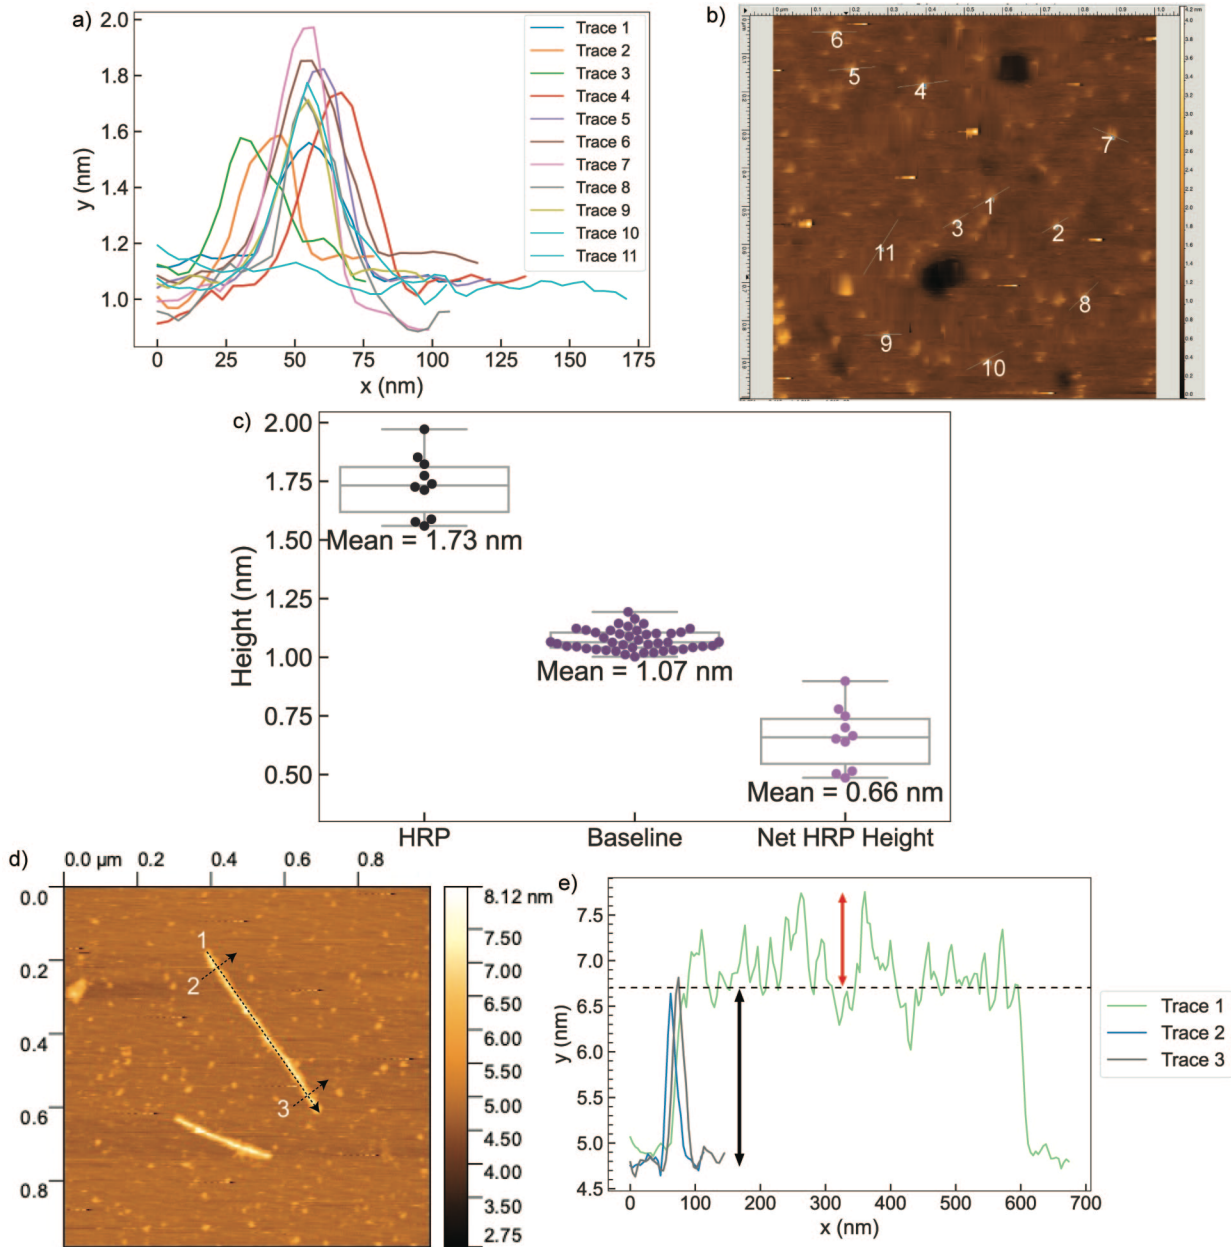 a)
2.0
1.8
1.6
1.4
1.2
1.0
y (nm)
0
25
50
75
100
125
150
175
x (nm)
Trace 1
Trace 2
Trace 3
Trace 4
Trace 5
Trace 6
Trace 7
Trace 8
Trace 9
Trace 10
Trace 11
b)
6
5
4
7
1
3
2
11
8
9
10
c)
2.00
1.75
1.50
1.25
1.00
0.75
0.50
Height (nm)
Mean = 1.73 nm
Mean = 1.07 nm
Mean = 0.66 nm
HRP
Baseline
Net HRP Height
d)
0.0 µm
0.2
0.4
0.6
0.8
0.0
0.2
0.4
0.6
0.8
1
2
3
8.12 nm
7.50
7.00
6.50
6.00
5.50
5.00
4.50
4.00
3.50
2.75
e)
7.5
7.0
6.5
6.0
5.5
5.0
4.5
y (nm)
0
100
200
300
400
500
600
700
x (nm)
Trace 1
Trace 2
Trace 3